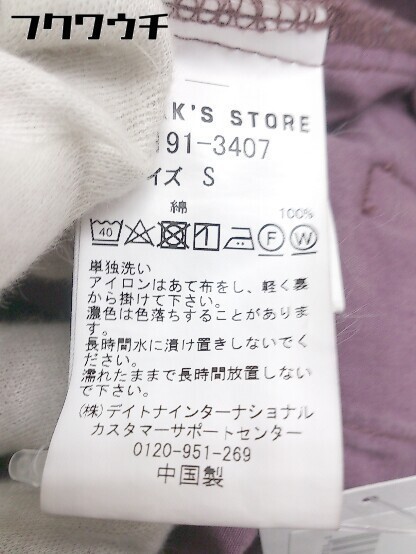 フクワウチ
K'S STORE
91-3407
イズ S
綿 100%
40 F W
単独洗い
アイロンはあて布をし、軽く裏
から掛けて下さい。
濃色は色落ちすることがありま
す。
長時間水に漬け置きしないでく
ださい。
濡れたままで長時間放置しない
で下さい。
(株)デイトナインターナショナル
カスタマーサポートセンター
0120-951-269
中国製